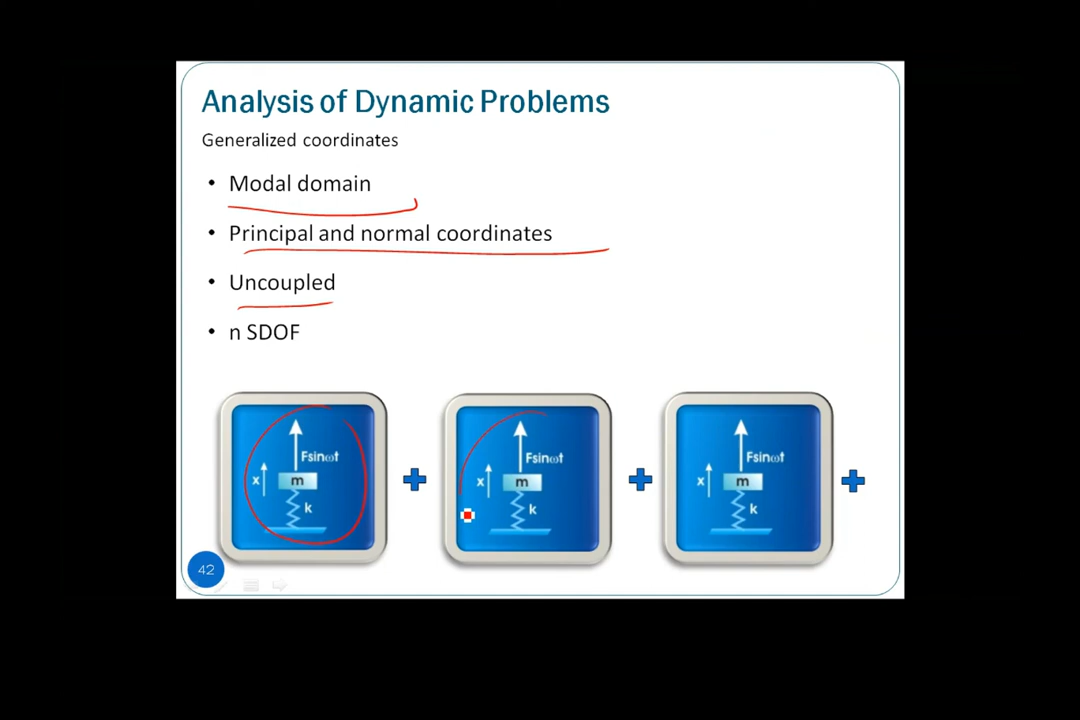 Analysis of Dynamic Problems
Generalized coordinates
• Modal domain
• Principal and normal coordinates
• Uncoupled
• n SDOF
Fsinωt
x
m
k
+
Fsinωt
x
m
k
+
Fsinωt
x
m
k
+
42